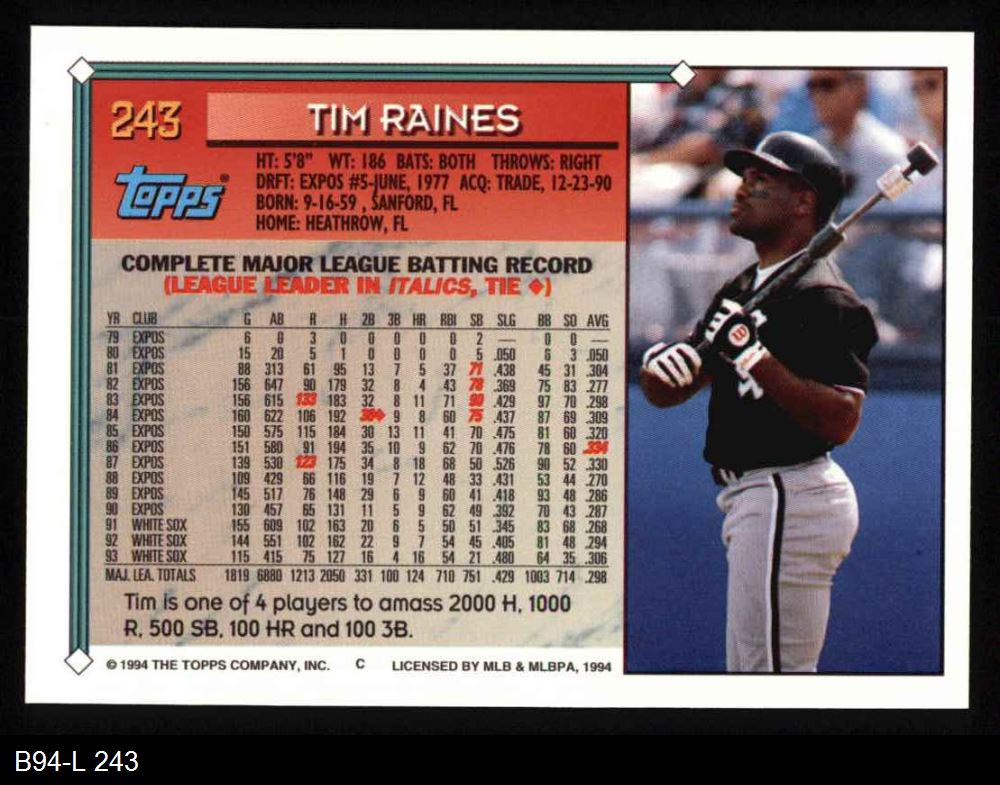 243
TIM RAINES
topps®
HT: 5'8" WT: 186 BATS: BOTH THROWS: RIGHT
DRFT: EXPOS #5-JUNE, 1977 ACQ: TRADE, 12-23-90
BORN: 9-16-59 , SANFORD, FL
HOME: HEATHROW, FL
COMPLETE MAJOR LEAGUE BATTING RECORD
(LEAGUE LEADER IN ITALICS, TIE ◆)
YR CLUB G AB R H 2B 3B HR RBI SB SLG BB SO AVG
79 EXPOS 6 0 3 0 0 0 0 0 2 — 0 0 —
80 EXPOS 15 20 5 1 0 0 0 0 5 .050 6 3 .050
81 EXPOS 88 313 61 95 13 7 5 37 71 .438 45 31 .304
82 EXPOS 156 647 90 179 32 8 4 43 78 .369 75 83 .277
83 EXPOS 156 615 133 183 32 8 11 71 90 .429 97 70 .298
84 EXPOS 160 622 106 192 38◆ 9 8 60 75 .437 87 69 .309
85 EXPOS 150 575 115 184 30 13 11 41 70 .475 81 60 .320
86 EXPOS 151 580 91 194 35 10 9 62 70 .476 78 60 .334
87 EXPOS 139 530 123 175 34 8 18 68 50 .526 90 52 .330
88 EXPOS 109 429 66 116 19 7 12 48 33 .431 53 44 .270
89 EXPOS 145 517 76 148 29 6 9 60 41 .418 93 48 .286
90 EXPOS 130 457 65 131 11 5 9 62 49 .392 70 43 .287
91 WHITE SOX 155 609 102 163 20 6 5 50 51 .345 83 68 .268
92 WHITE SOX 144 551 102 162 22 9 7 54 45 .405 81 48 .294
93 WHITE SOX 115 415 75 127 16 4 16 54 21 .480 64 35 .306
MAJ. LEA. TOTALS 1819 6880 1213 2050 331 100 124 710 751 .429 1003 714 .298
Tim is one of 4 players to amass 2000 H, 1000
R, 500 SB, 100 HR and 100 3B.
© 1994 THE TOPPS COMPANY, INC. C LICENSED BY MLB & MLBPA, 1994
B94-L 243